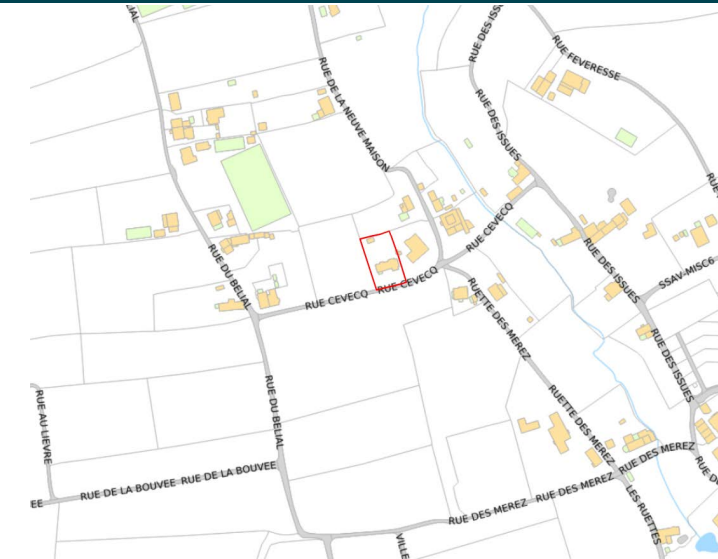 RUE DE LA NEUVE MAISON
RUE DES ISSUES
RUE FEVERESSE
RUE DES ISSUES
RUE CEVECQ
RUE DU BELIAL
RUE CEVECQ
RUE CEVECQ
RUE DES ISSUES
SSAV-MISC6
RUETTE DES MEREZ
RUE DES ISSUES
RUE AU LIEVRE
RUE DU BELIAL
RUETTE DES MEREZ
RUE DE LA BOUVEE
RUE DE LA BOUVEE
EE
RUE DES MEREZ
RUE DES MEREZ
RUE DES MEREZ
LES RUETTES
VILLE